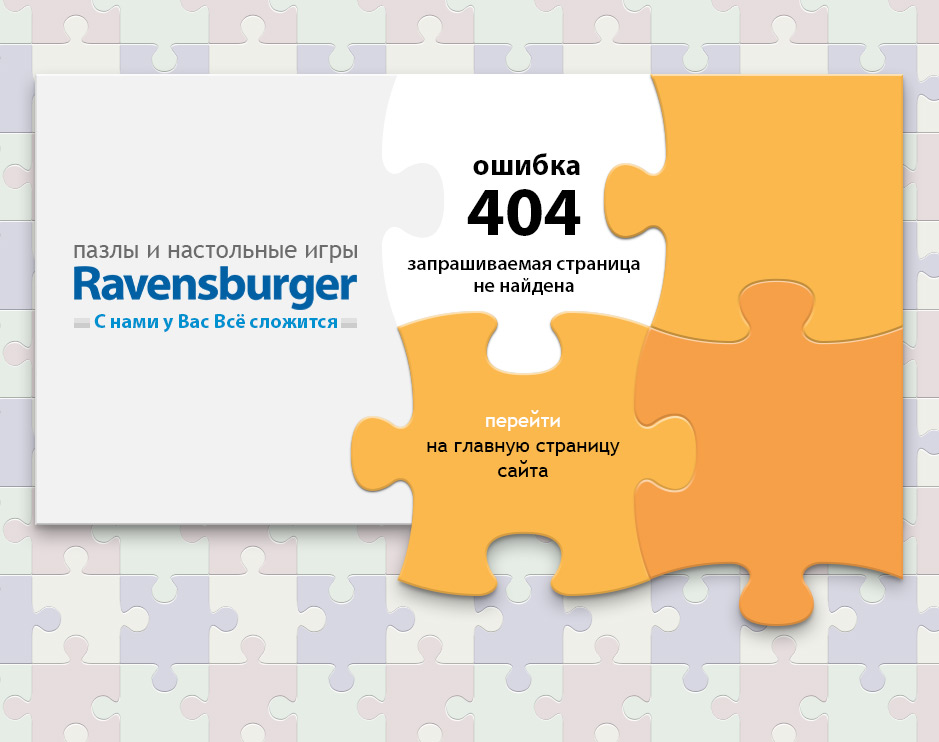 пазлы и настольные игры
Ravensburger
С нами у Вас Всё сложится
ошибка
404
запрашиваемая страница
не найдена
перейти
на главную страницу
сайта